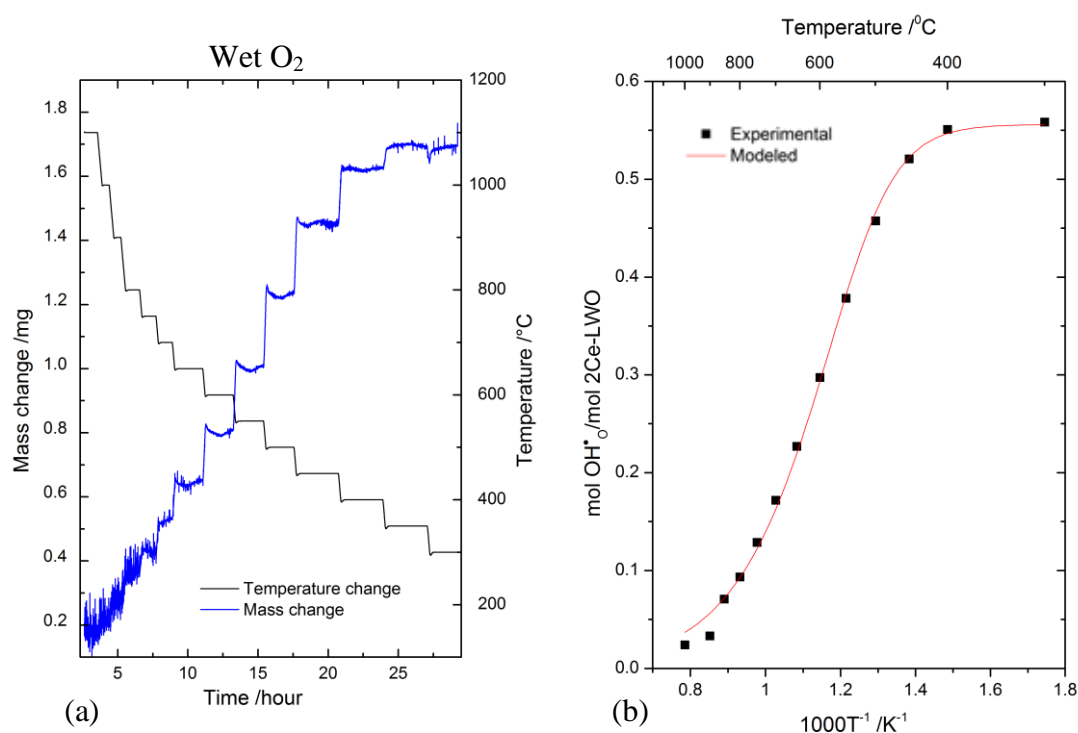 Wet O₂
Mass change /mg
1.8
1.6
1.4
1.2
1.0
0.8
0.6
0.4
0.2
1200
1000
800
600
400
200
Temperature /°C
Temperature change
Mass change
5 10 15 20 25
Time /hour
(a)
Temperature /⁰C
1000 800 600 400
mol OH•O/mol 2Ce-LWO
0.6
0.5
0.4
0.3
0.2
0.1
0.0
Experimental
Modeled
0.8 1 1.2 1.4 1.6 1.8
1000T⁻¹ /K⁻¹
(b)